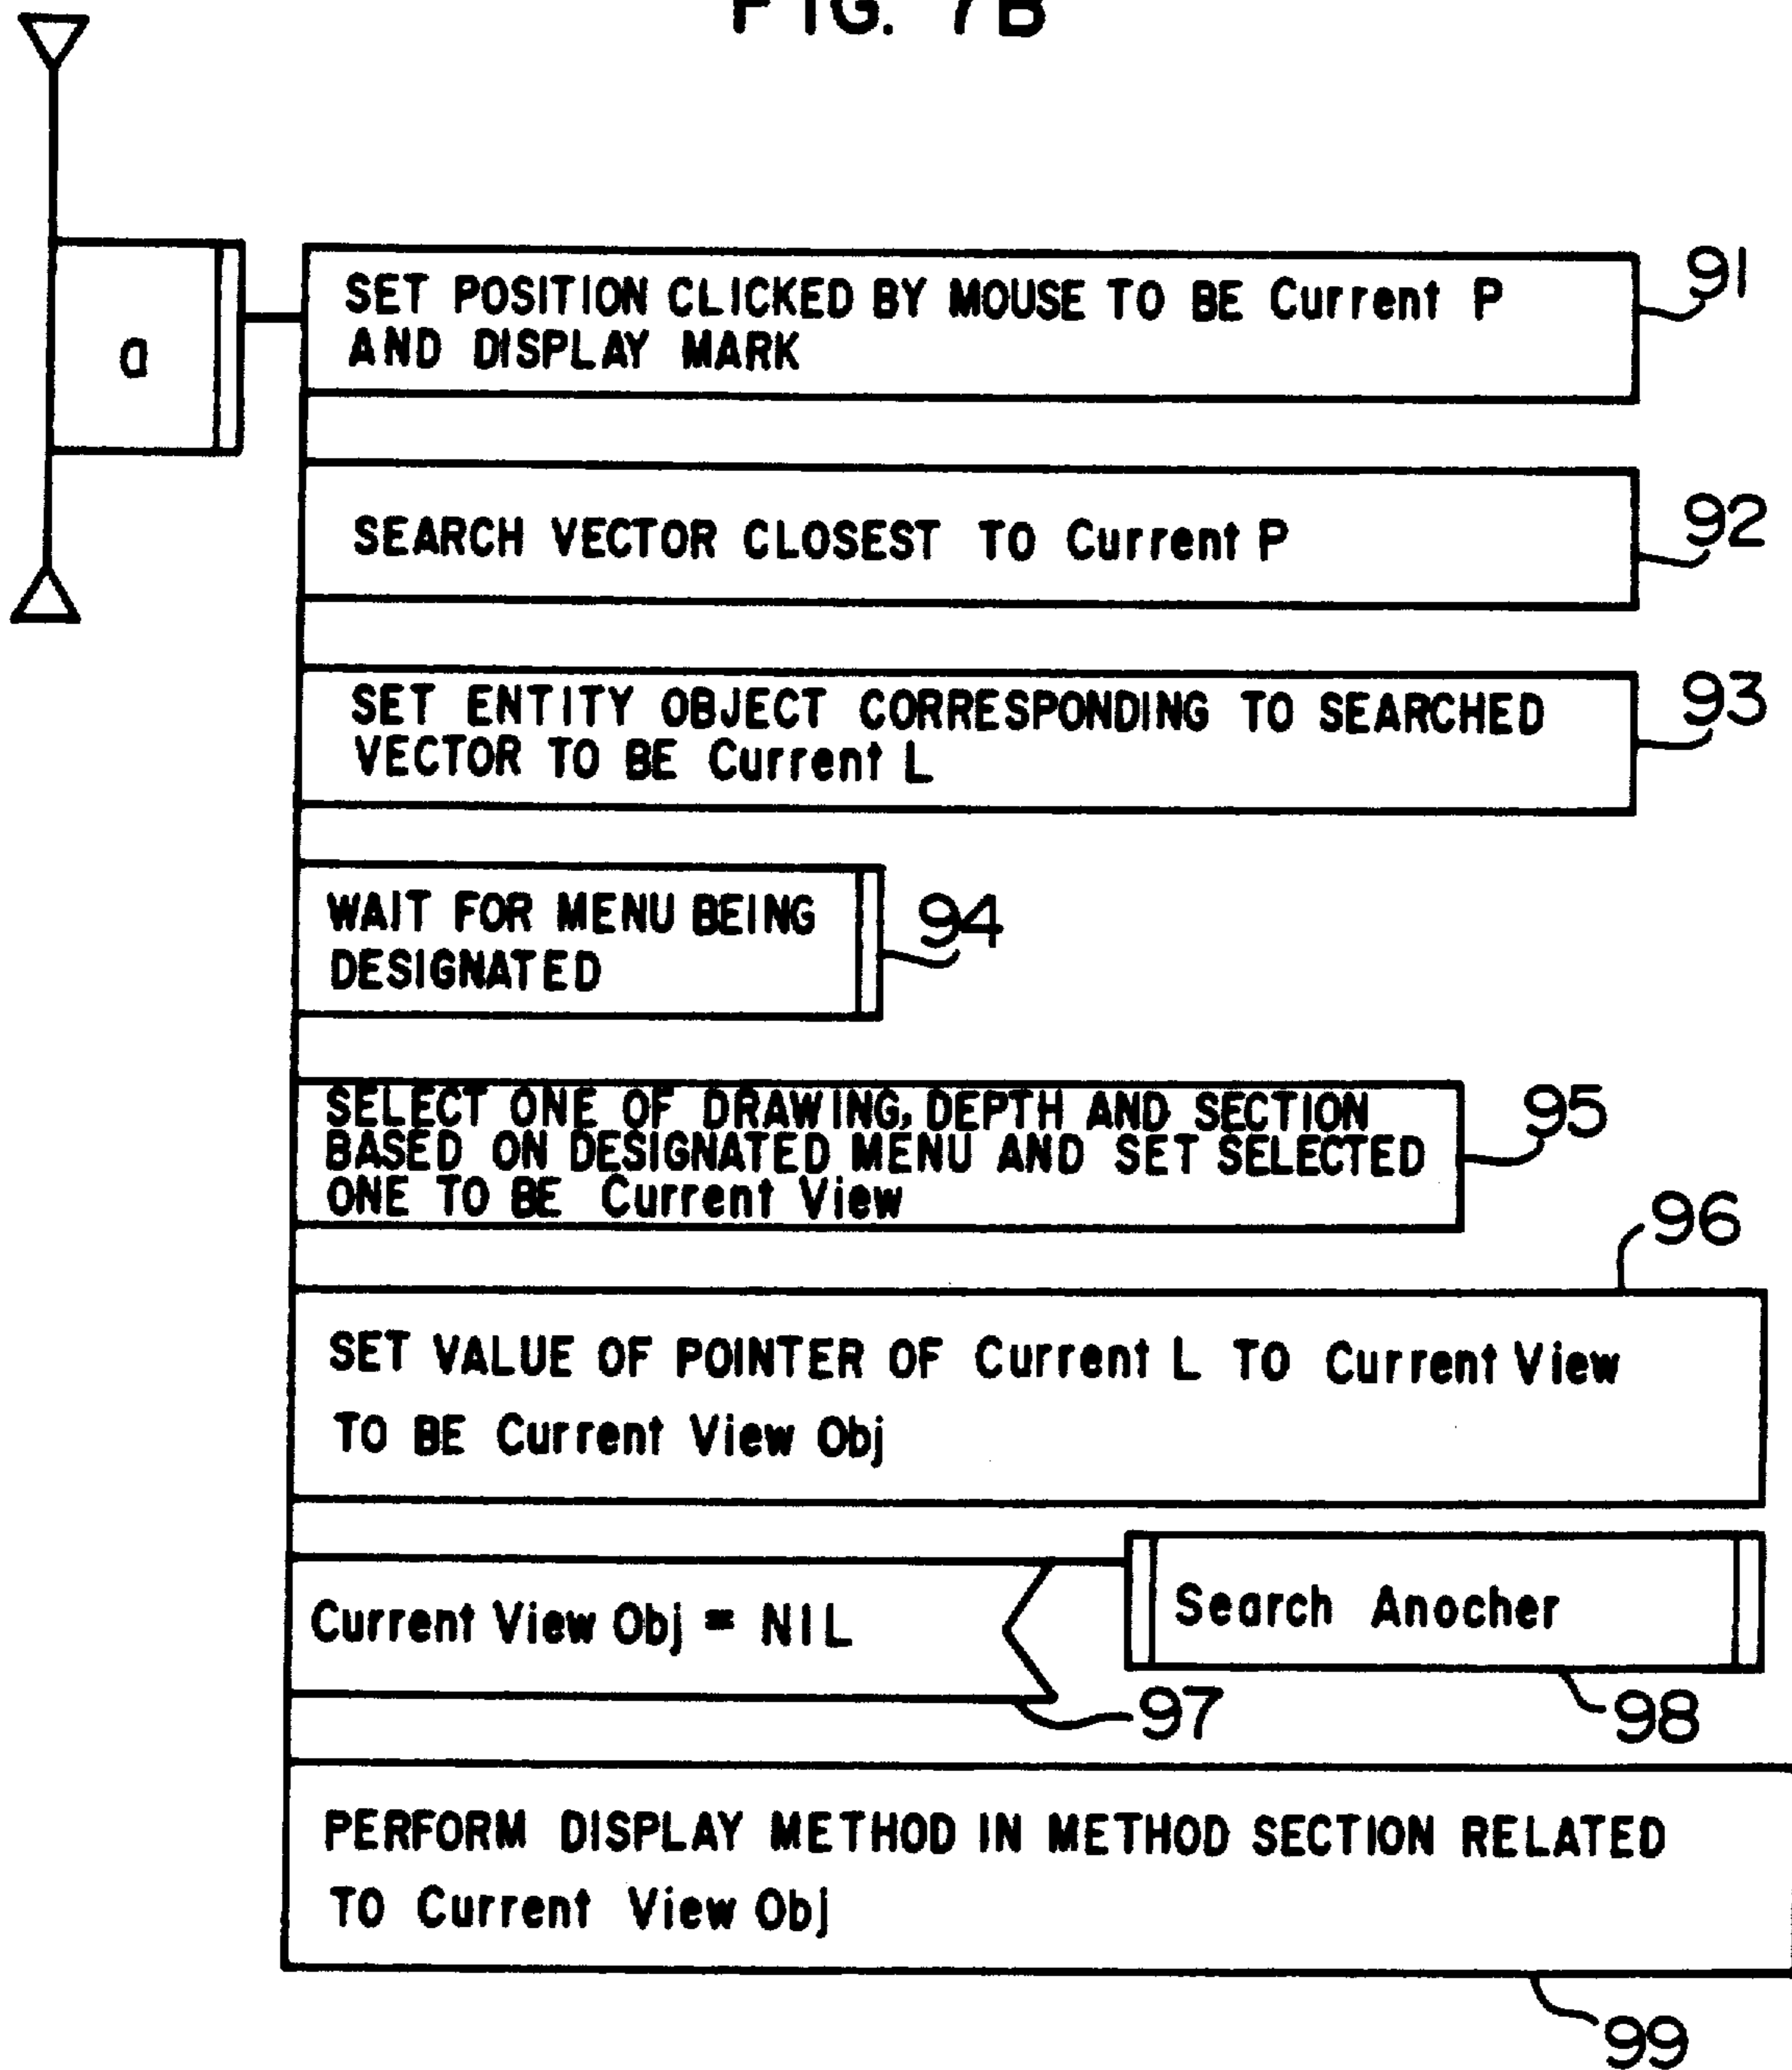 FIG. 7B
a
SET POSITION CLICKED BY MOUSE TO BE Current P
AND DISPLAY MARK
91
SEARCH VECTOR CLOSEST TO Current P
92
SET ENTITY OBJECT CORRESPONDING TO SEARCHED
VECTOR TO BE Current L
93
WAIT FOR MENU BEING
DESIGNATED
94
SELECT ONE OF DRAWING, DEPTH AND SECTION
BASED ON DESIGNATED MENU AND SET SELECTED
ONE TO BE Current View
95
96
SET VALUE OF POINTER OF Current L TO Current View
TO BE Current View Obj
Current View Obj = NIL
Search Anocher
97
98
PERFORM DISPLAY METHOD IN METHOD SECTION RELATED
TO Current View Obj
99